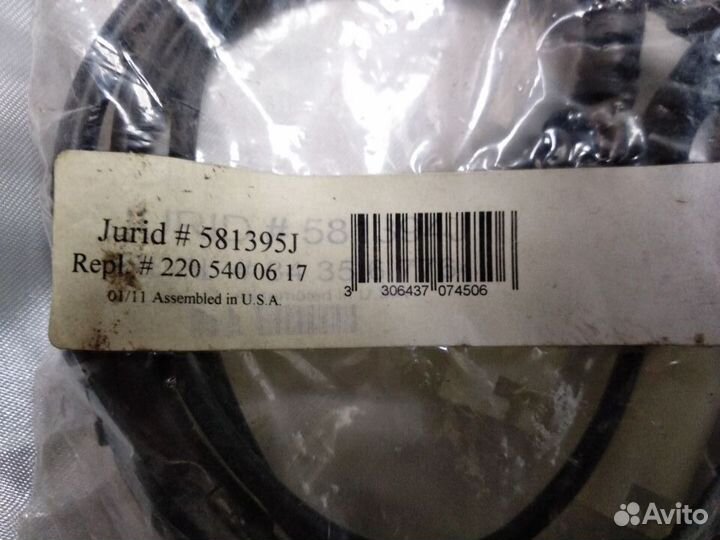 Jurid # 581395J
Repl. # 220 540 06 17
01/11 Assembled in U.S.A.
3 306437 074506
Avito